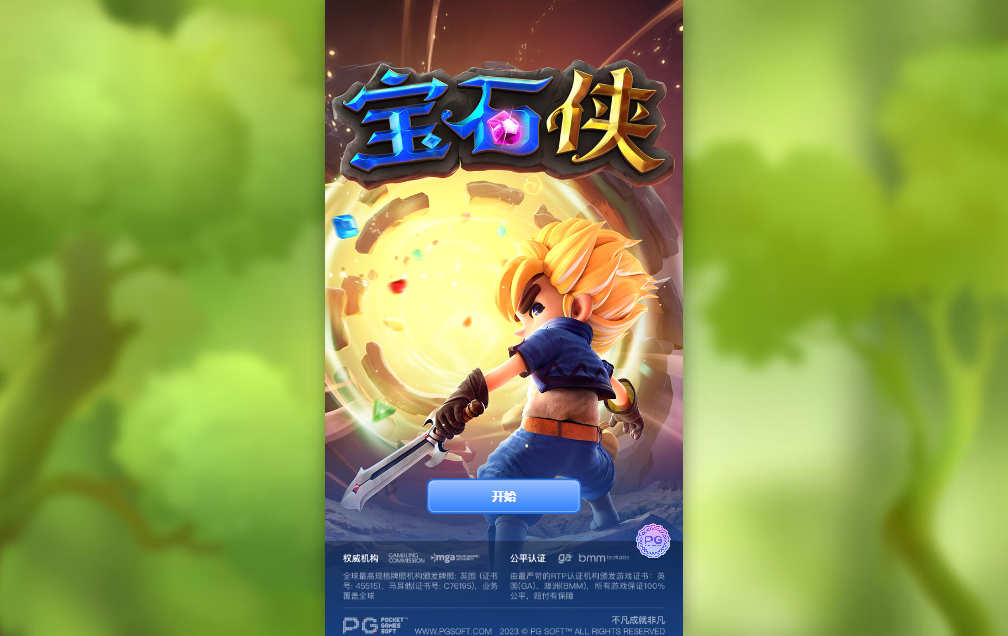 宝石侠
开始
PG
权威机构
GAMBLING
COMMISSION
mga
全球最高规格牌照机构颁发牌照: 英国 (证书
号: 45515)、马耳他(证书号: C76195)、业务
覆盖全球
公平认证
ga bmm testlabs
由最严苛的RTP认证机构颁发游戏证书：英
国(GA)、澳洲(BMM)，所有游戏保证100%
公平，赔付有保障
PG POCKET
GAMES
SOFT
不凡成就非凡
WWW.PGSOFT.COM 2023 © PG SOFT™ ALL RIGHTS RESERVED